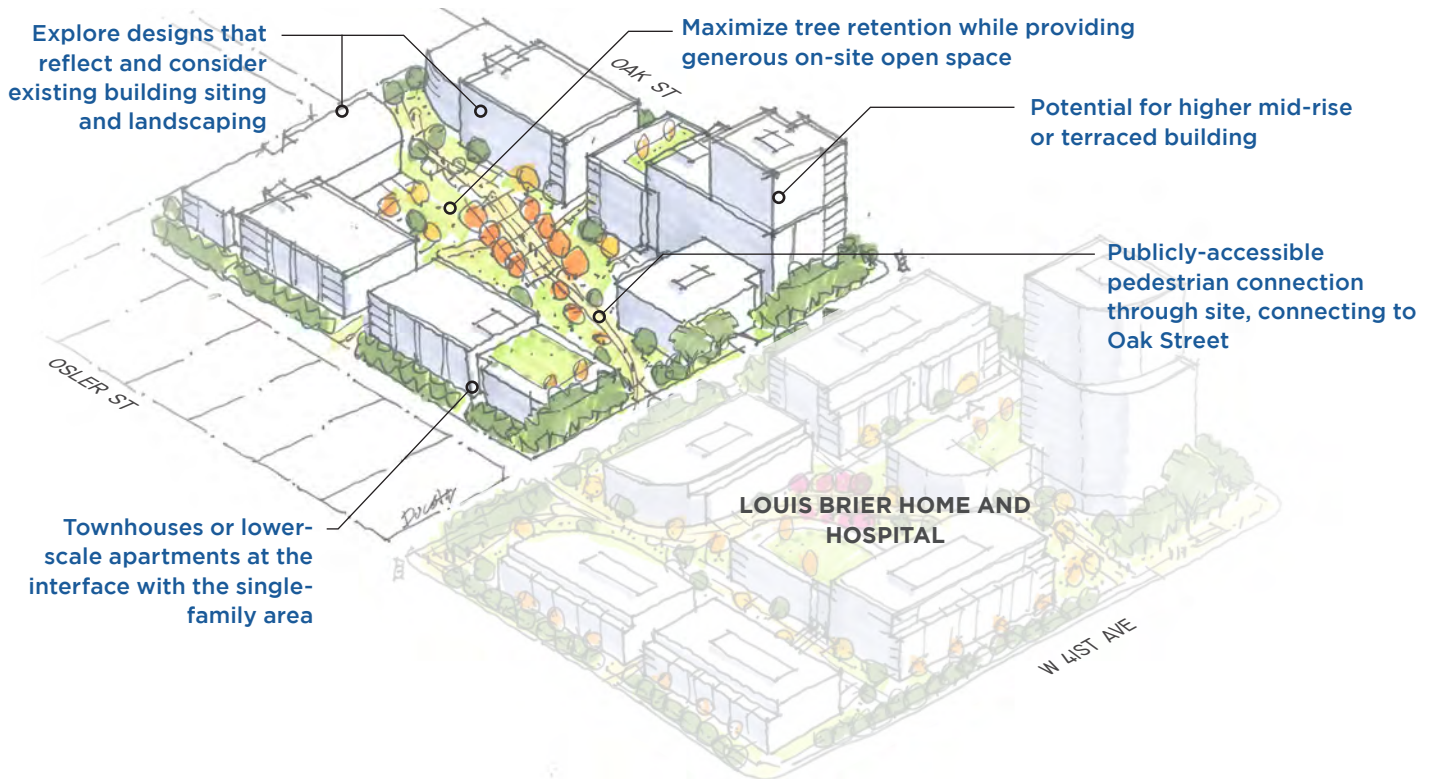 Explore designs that
reflect and consider
existing building siting
and landscaping
Maximize tree retention while providing
generous on-site open space
OAK ST
Potential for higher mid-rise
or terraced building
Publicly-accessible
pedestrian connection
through site, connecting to
Oak Street
OSLER ST
Townhouses or lower-
scale apartments at the
interface with the single-
family area
LOUIS BRIER HOME AND
HOSPITAL
W 41ST AVE